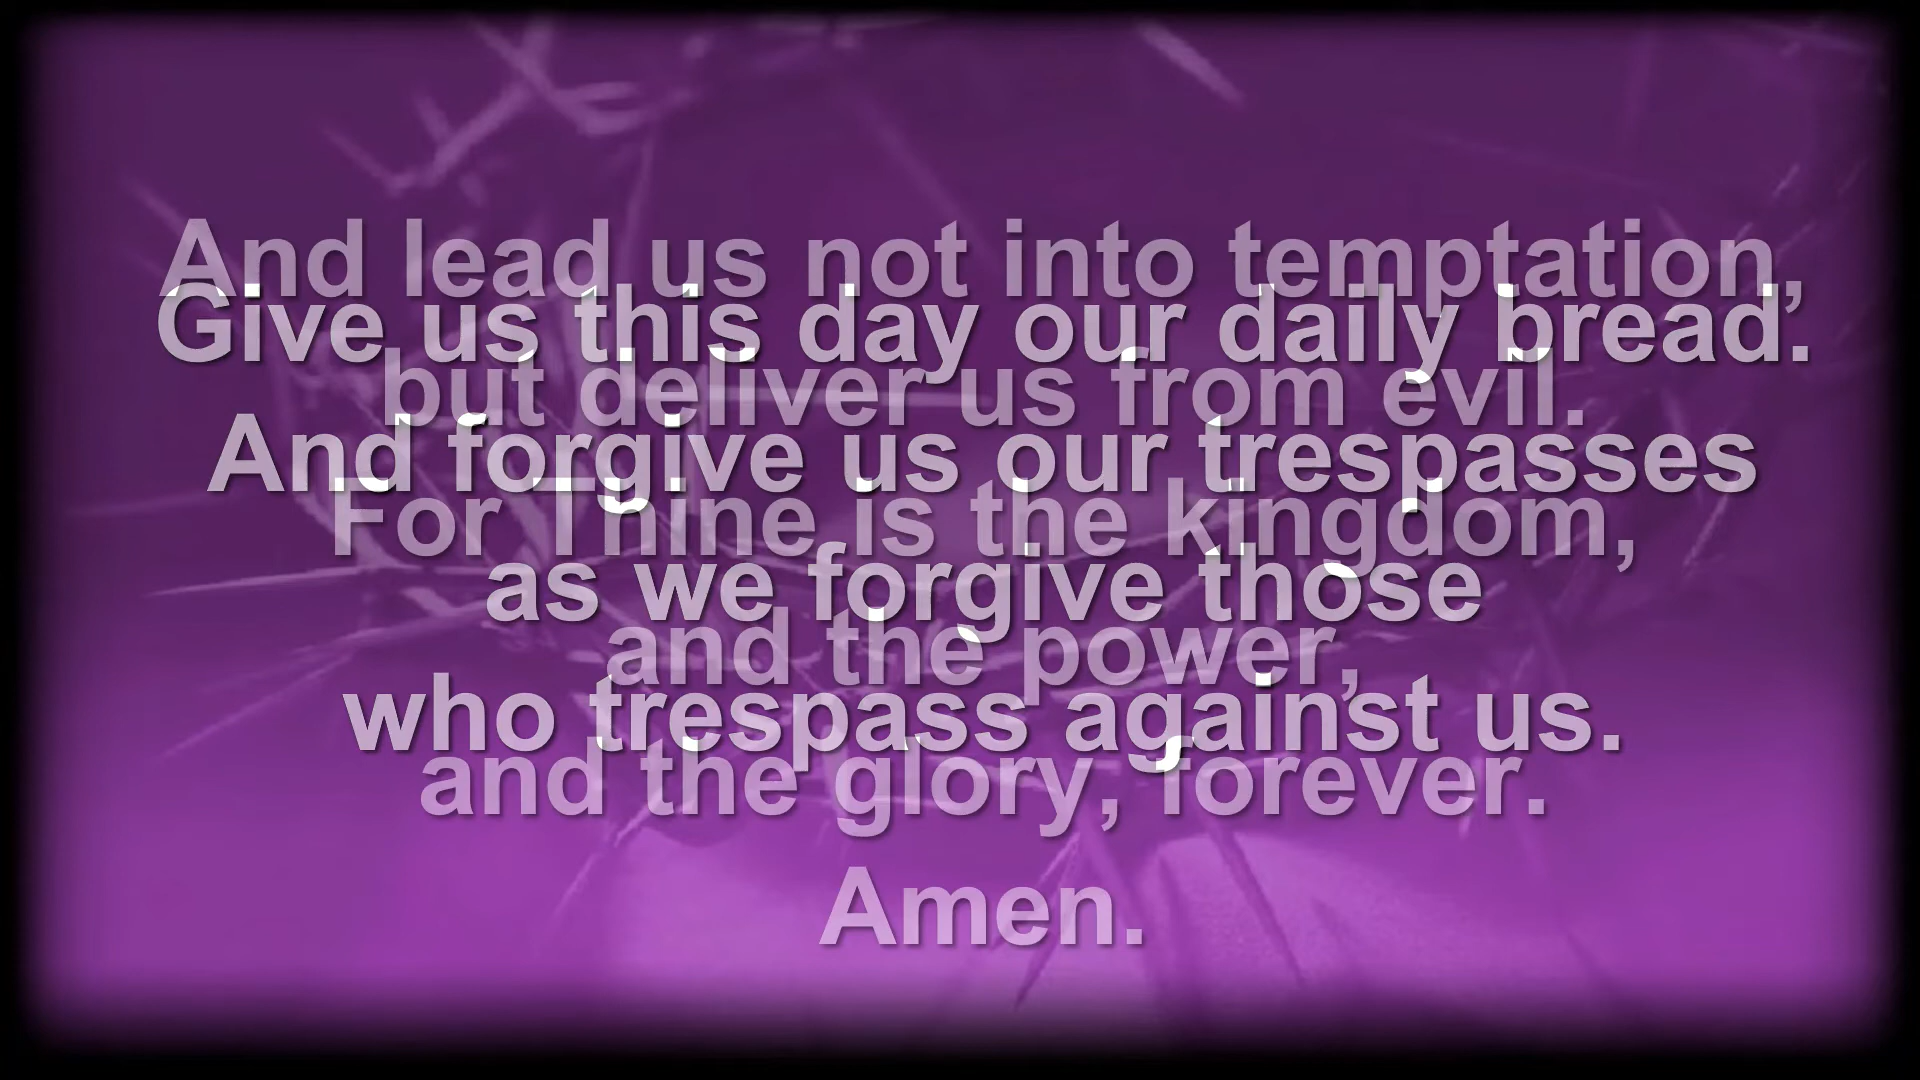 Give us this day our daily bread.
And forgive us our trespasses
as we forgive those
who trespass against us.
And lead us not into temptation,
but deliver us from evil.
For Thine is the kingdom,
and the power,
and the glory, forever.
Amen.